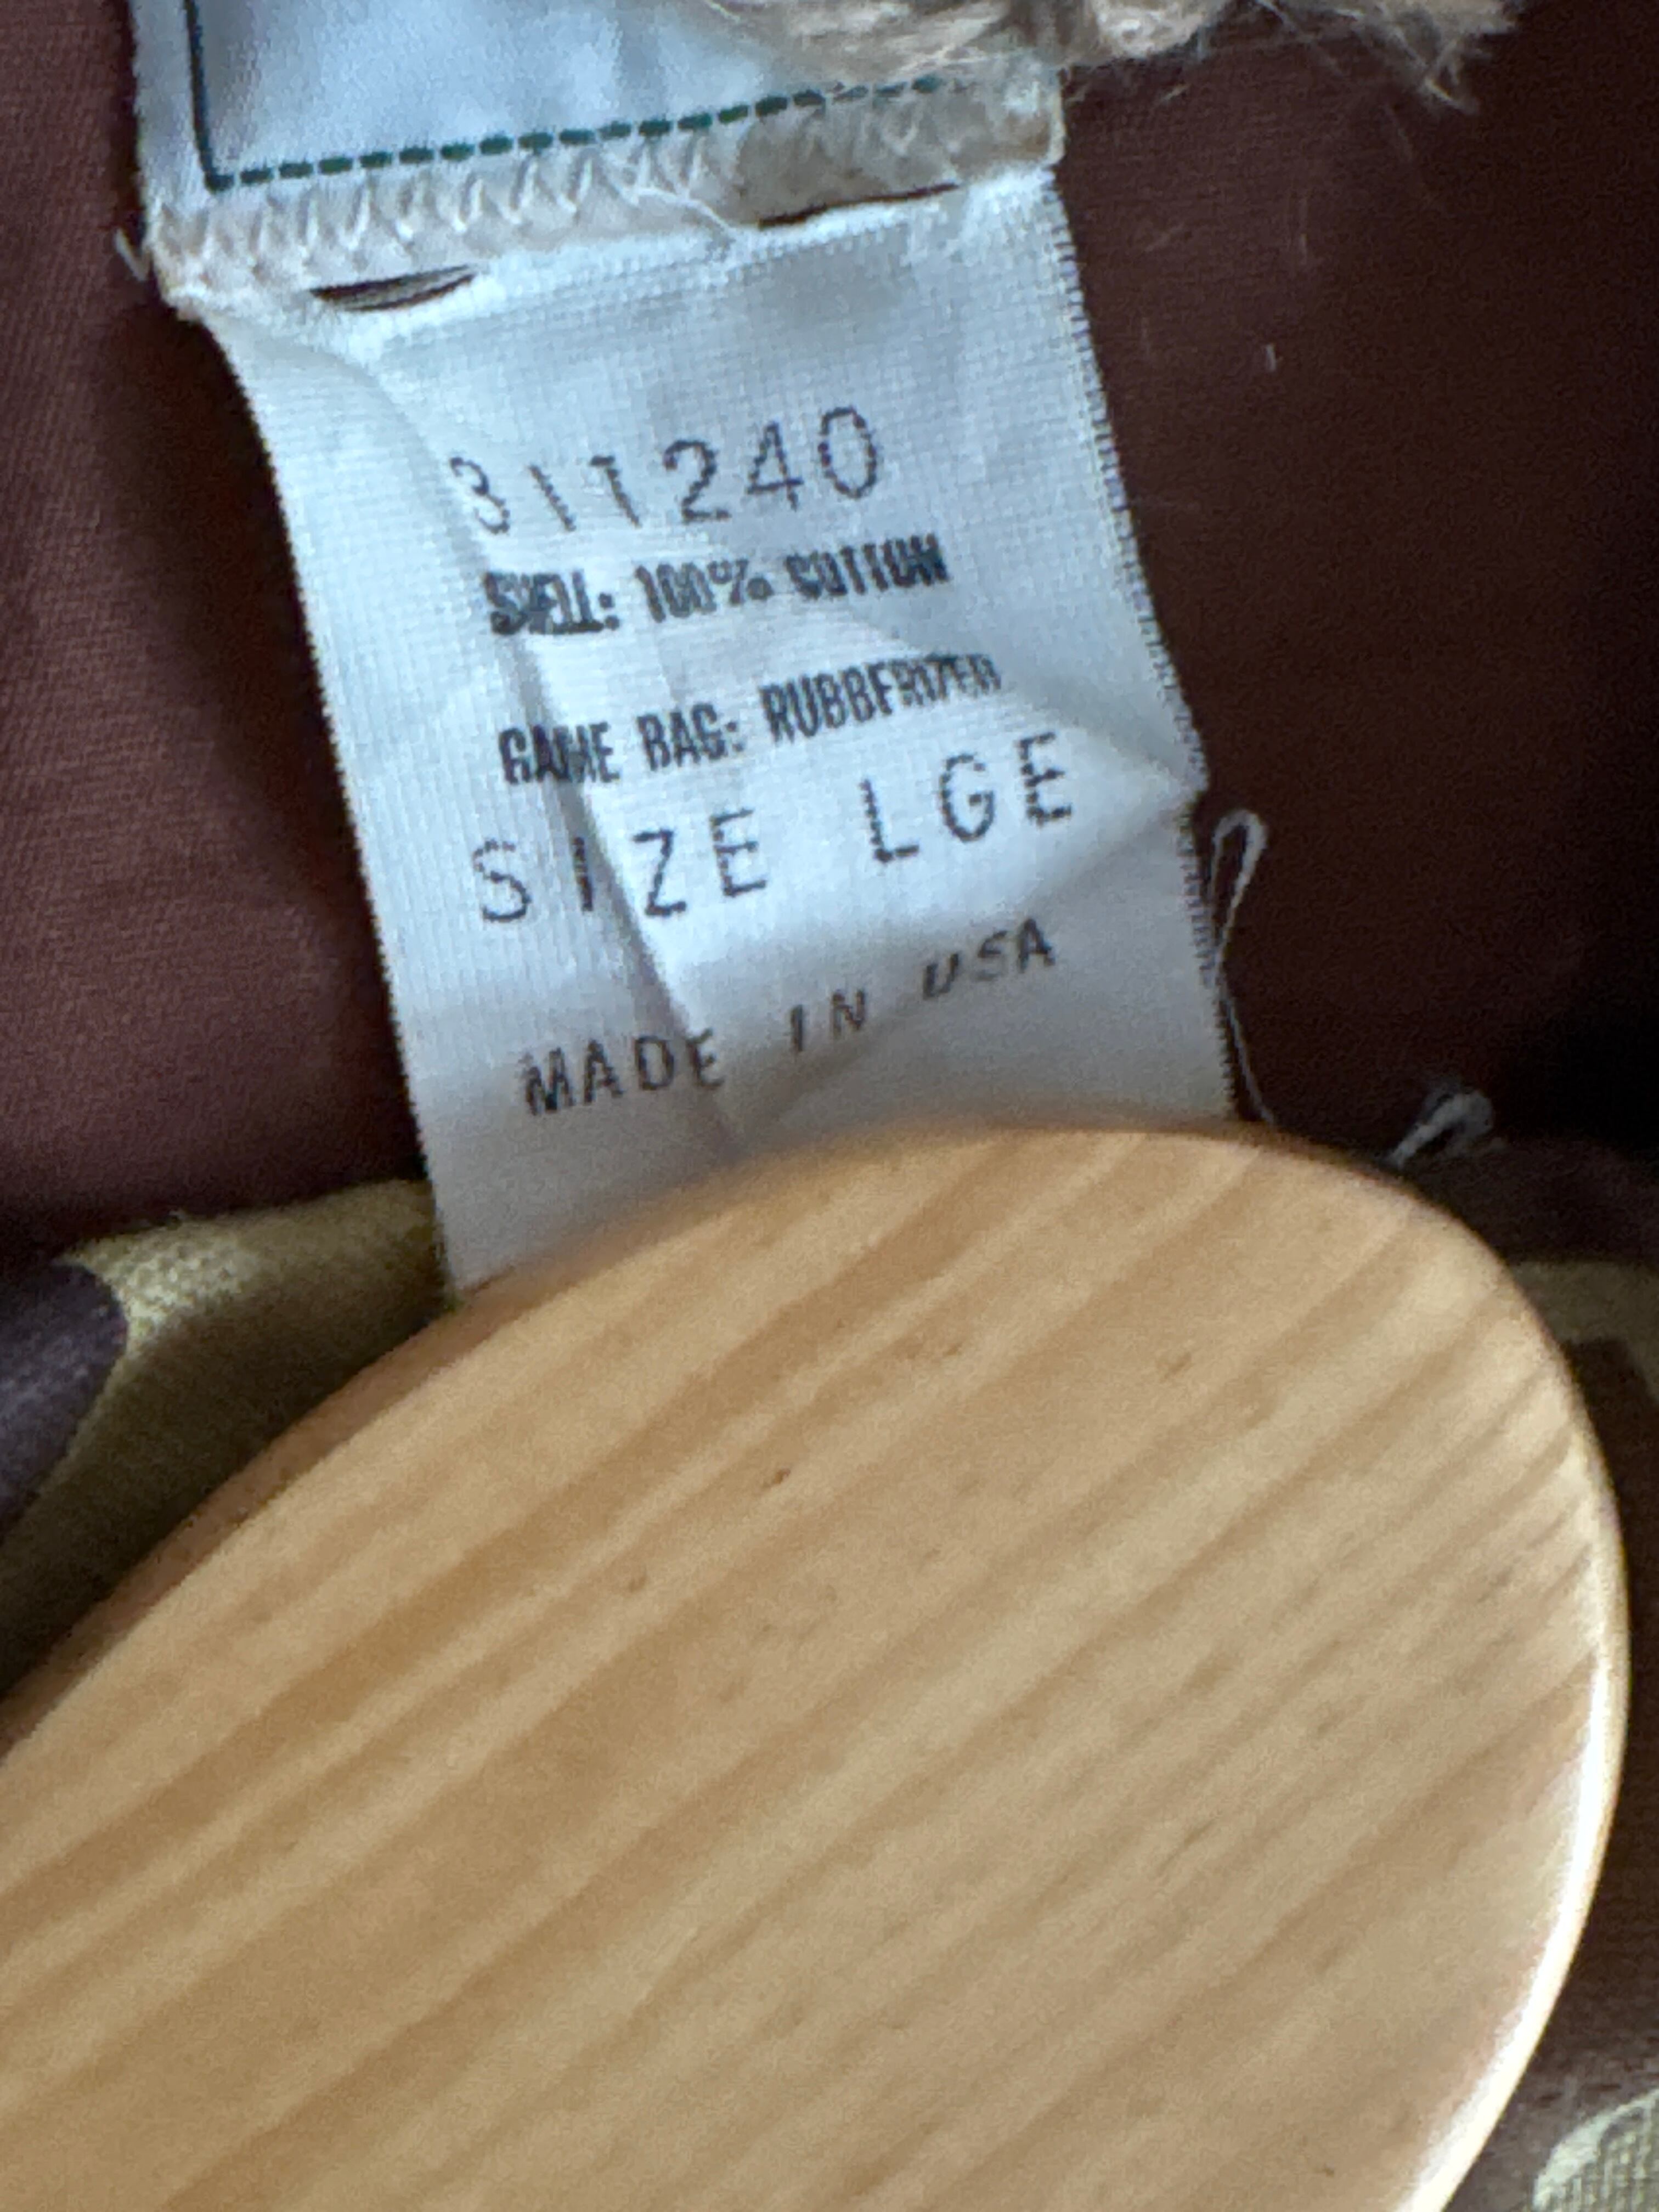 311240
SHELL: 100% COTTON
GAME BAG: RUBBERIZED
SIZE LGE
MADE IN USA